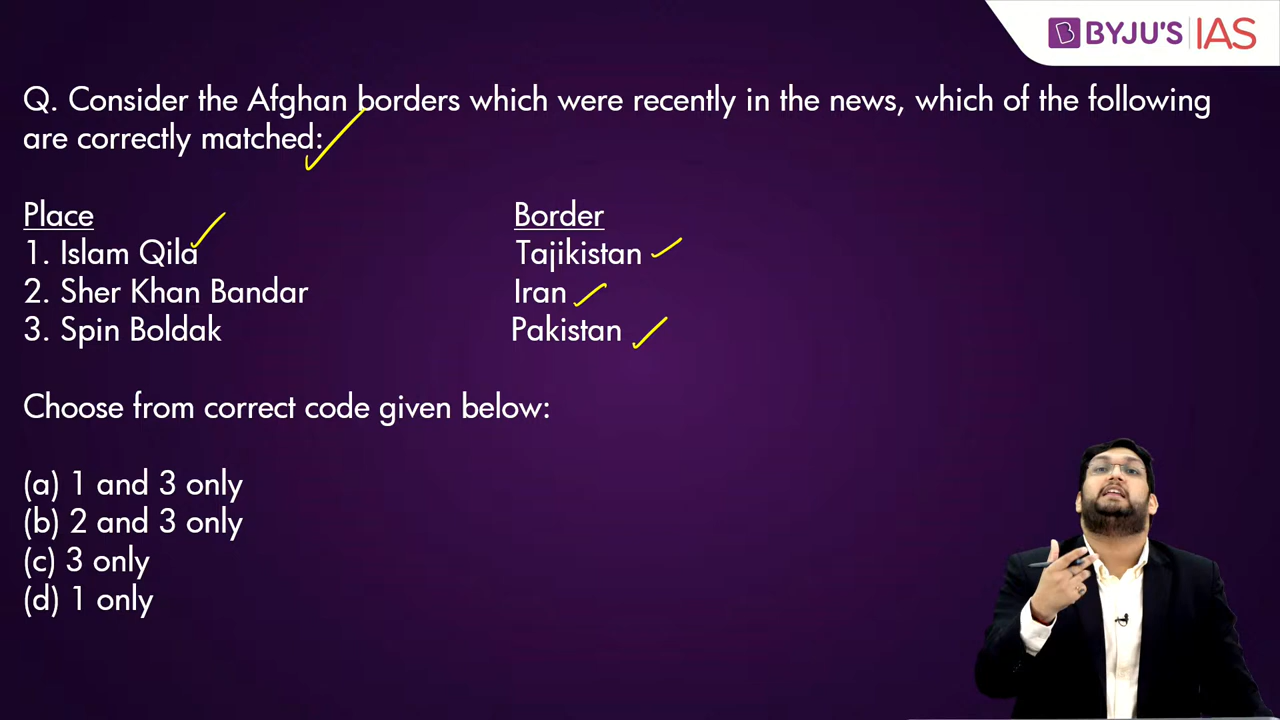 BYJU'S IAS
Q. Consider the Afghan borders which were recently in the news, which of the following
are correctly matched:
Place Border
1. Islam Qila Tajikistan
2. Sher Khan Bandar Iran
3. Spin Boldak Pakistan
Choose from correct code given below:
(a) 1 and 3 only
(b) 2 and 3 only
(c) 3 only
(d) 1 only